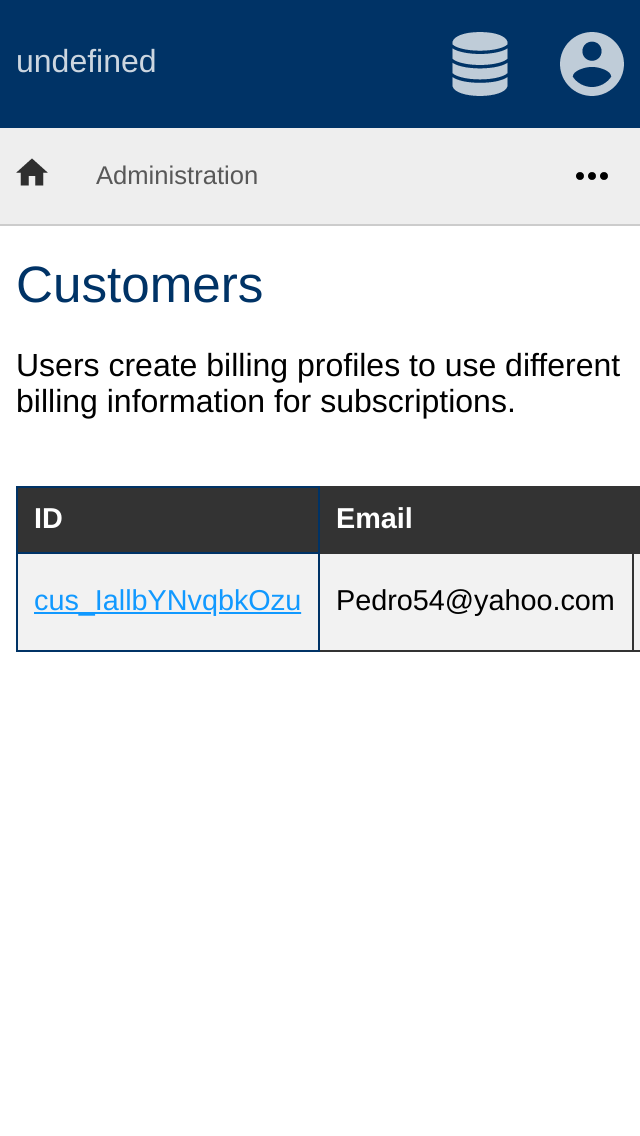 undefined
Administration
Customers
Users create billing profiles to use different
billing information for subscriptions.
ID Email
cus_IallbYNvqbkOzu Pedro54@yahoo.com